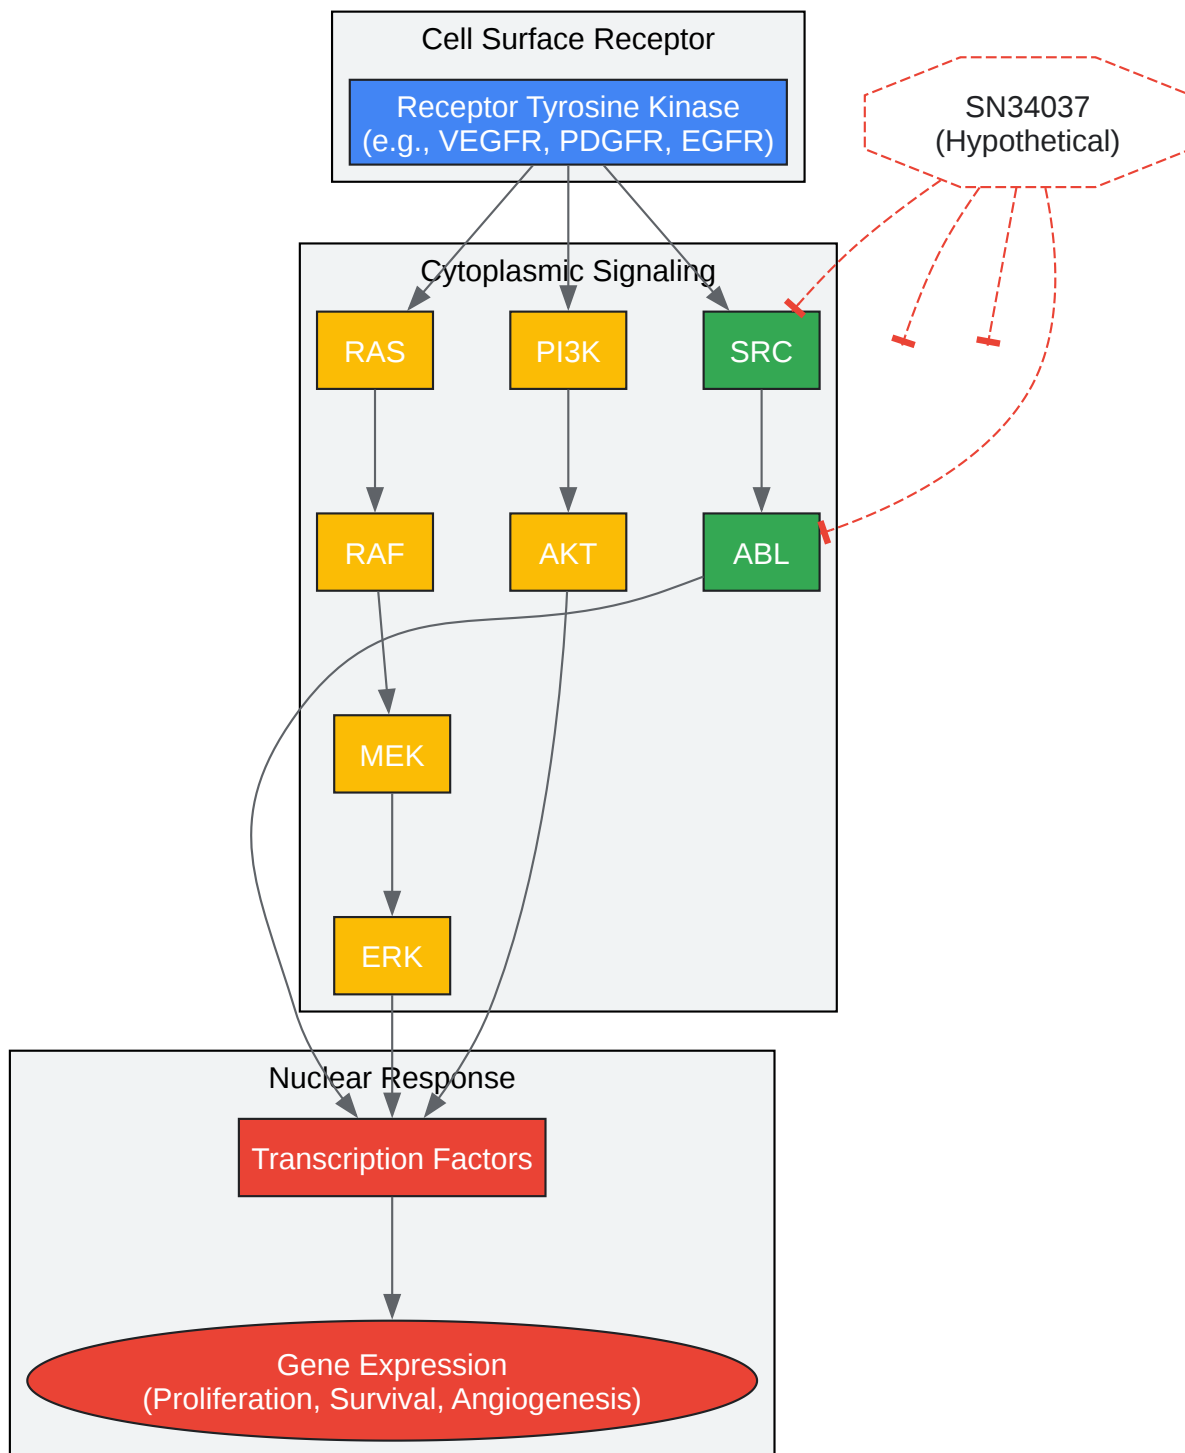 Cell Surface Receptor
Receptor Tyrosine Kinase
(e.g., VEGFR, PDGFR, EGFR)
SN34037
(Hypothetical)
Cytoplasmic Signaling
RAS
PI3K
SRC
RAF
AKT
ABL
MEK
ERK
Nuclear Response
Transcription Factors
Gene Expression
(Proliferation, Survival, Angiogenesis)